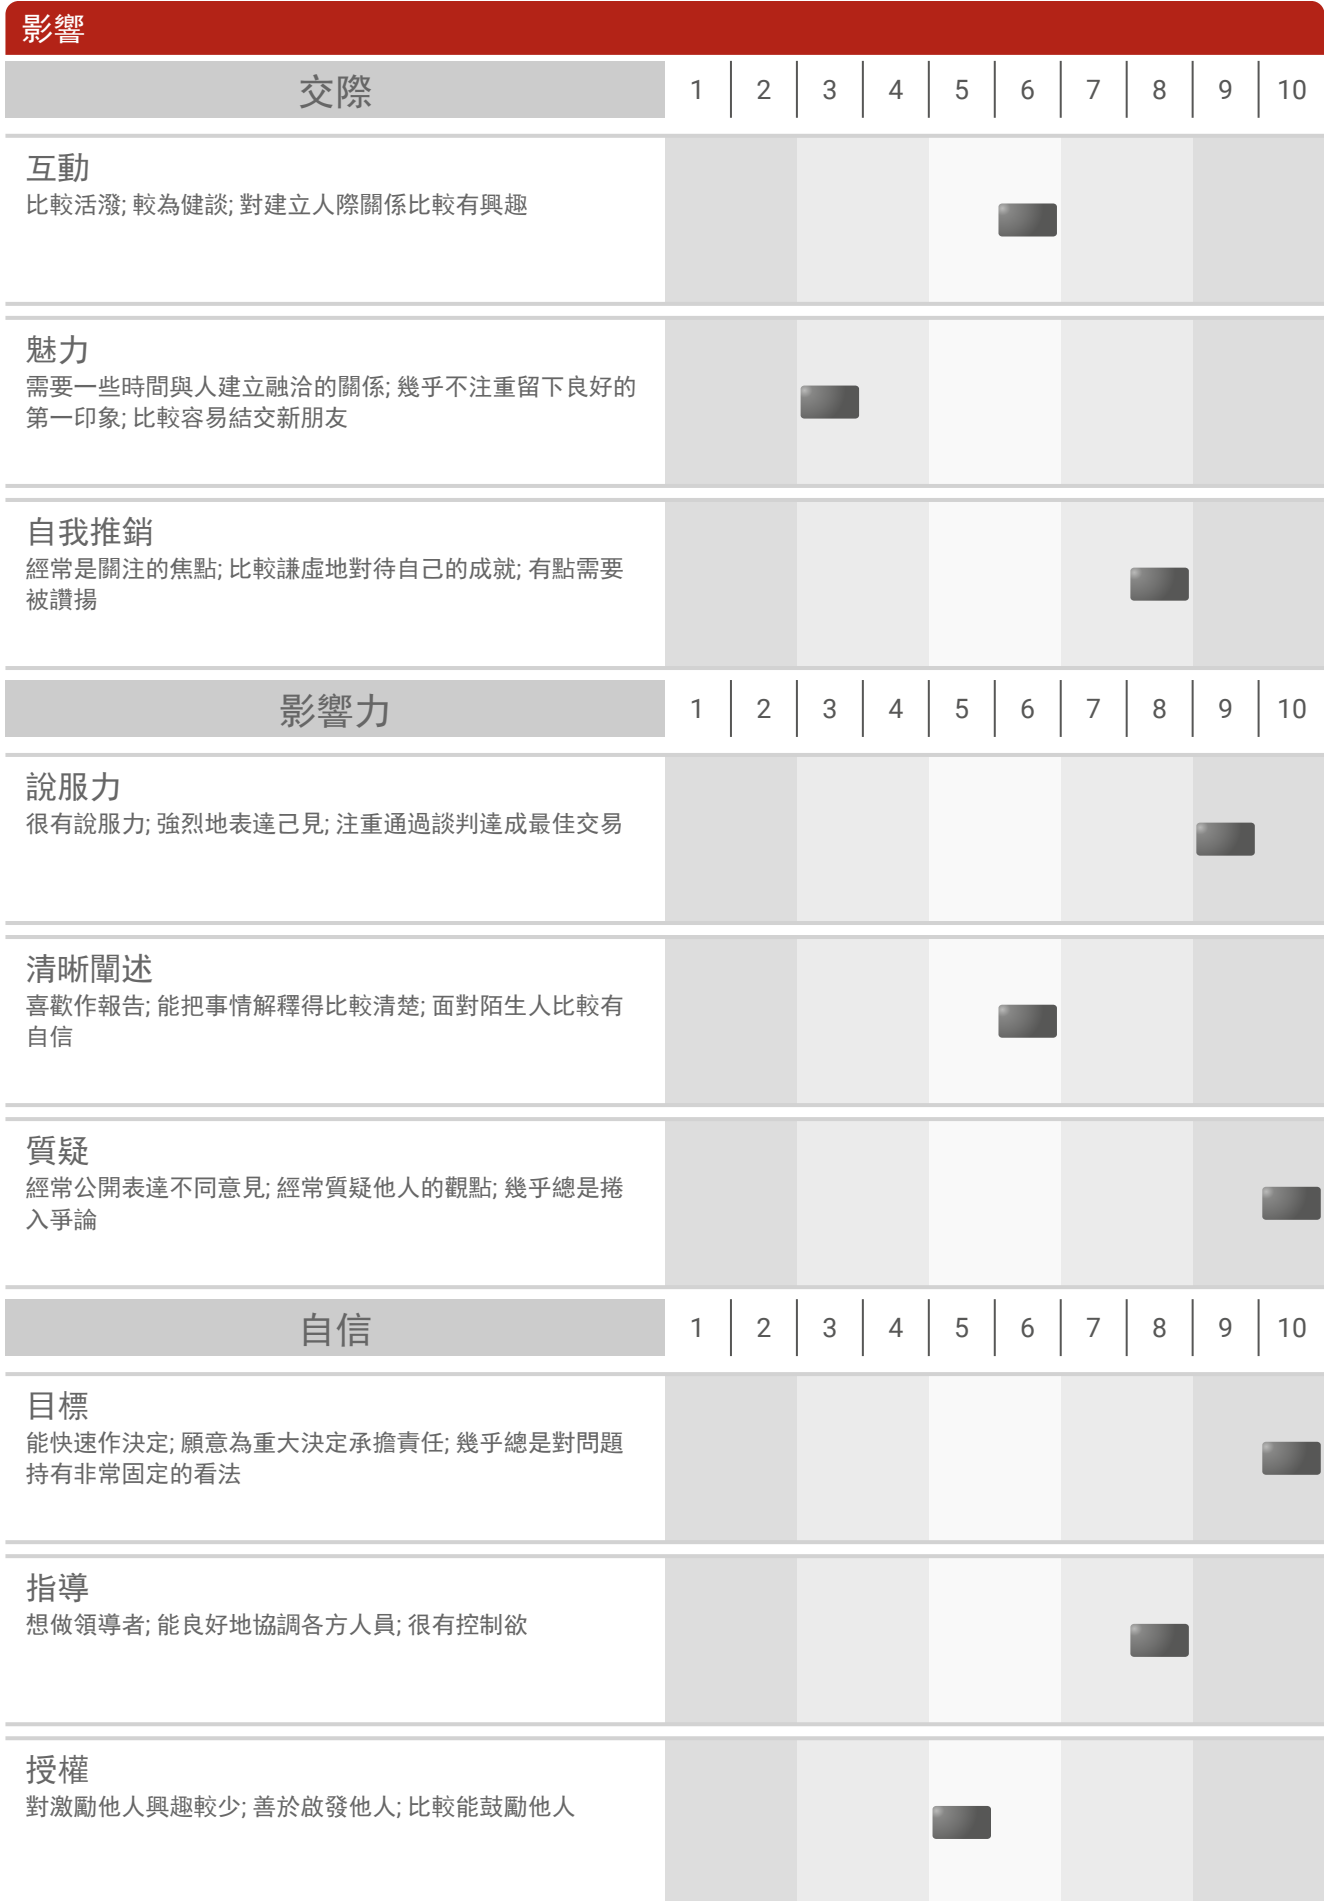 影響
交際 1 2 3 4 5 6 7 8 9 10
互動
比較活潑; 較為健談; 對建立人際關係比較有興趣
魅力
需要一些時間與人建立融洽的關係; 幾乎不注重留下良好的
第一印象; 比較容易結交新朋友
自我推銷
經常是關注的焦點; 比較謙虛地對待自己的成就; 有點需要
被讚揚
影響力 1 2 3 4 5 6 7 8 9 10
說服力
很有說服力; 強烈地表達己見; 注重通過談判達成最佳交易
清晰闡述
喜歡作報告; 能把事情解釋得比較清楚; 面對陌生人比較有
自信
質疑
經常公開表達不同意見; 經常質疑他人的觀點; 幾乎總是捲
入爭論
自信 1 2 3 4 5 6 7 8 9 10
目標
能快速作決定; 願意為重大決定承擔責任; 幾乎總是對問題
持有非常固定的看法
指導
想做領導者; 能良好地協調各方人員; 很有控制欲
授權
對激勵他人興趣較少; 善於啟發他人; 比較能鼓勵他人